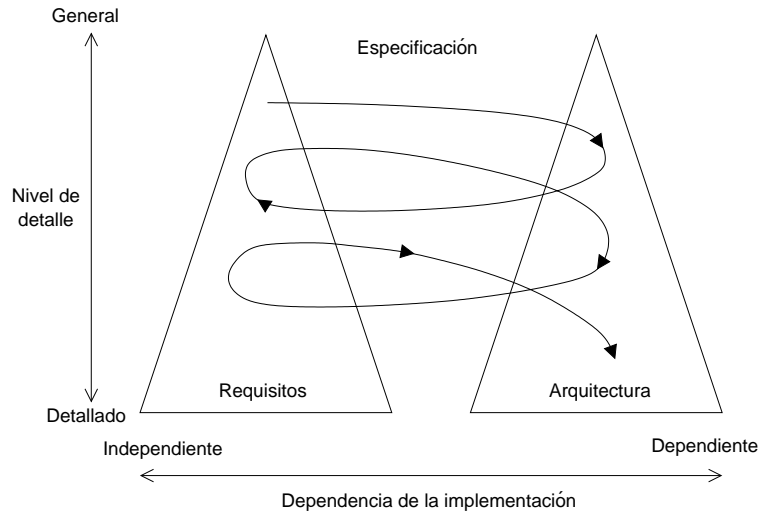 General
Especificación
Nivel de
detalle
Requisitos
Arquitectura
Detallado
Independiente
Dependiente
Dependencia de la implementación